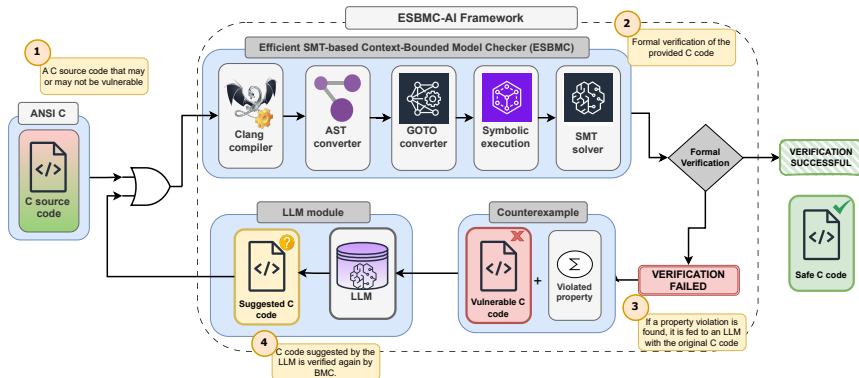 ESBMC-AI Framework
1
A C source code that may
or may not be vulnerable
2
Formal verification of the
provided C code
Efficient SMT-based Context-Bounded Model Checker (ESBMC)
Clang
compiler
AST
converter
GOTO
converter
Symbolic
execution
SMT
solver
ANSI C
</>
C source
code
Formal
Verification
VERIFICATION
SUCCESSFUL
</>
Safe C code
LLM module
?
</>
Suggested C
code
LLM
Counterexample
</>
Vulnerable C
code
+
Σ
Violated
property
VERIFICATION
FAILED
3
If a property violation is
found, it is fed to an LLM
with the original C code
4
C code suggested by the
LLM is verified again by
BMC.